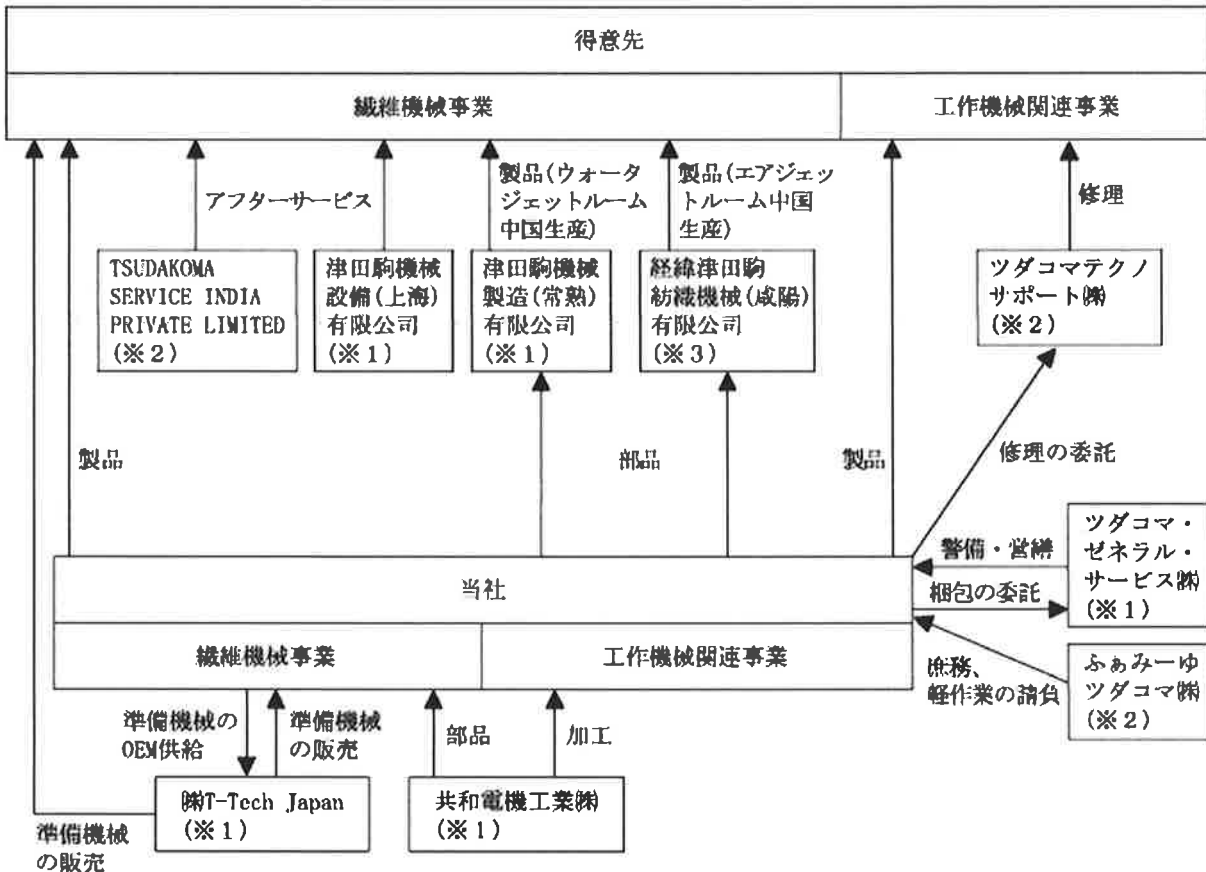 得意先
繊維機械事業
工作機械関連事業
アフターサービス
製品(ウォータ
ジェットルーム
中国生産)
製品(エアジェッ
トルーム中国
生産)
修理
TSUDAKOMA
SERVICE INDIA
PRIVATE LIMITED
(※2)
津田駒機械
設備(上海)
有限公司
(※1)
津田駒機械
製造(常熟)
有限公司
(※1)
経緯津田駒
紡織機械(咸陽)
有限公司
(※3)
ツダコマテクノ
サポート㈱
(※2)
製品
部品
製品
修理の委託
当社
繊維機械事業
工作機械関連事業
警備・営繕
梱包の委託
ツダコマ・
ゼネラル・
サービス㈱
(※1)
庶務、
軽作業の請負
ふぁみーゆ
ツダコマ㈱
(※2)
準備機械の
OEM供給
準備機械
の販売
部品
加工
㈱T-Tech Japan
(※1)
共和電機工業㈱
(※1)
準備機械
の販売